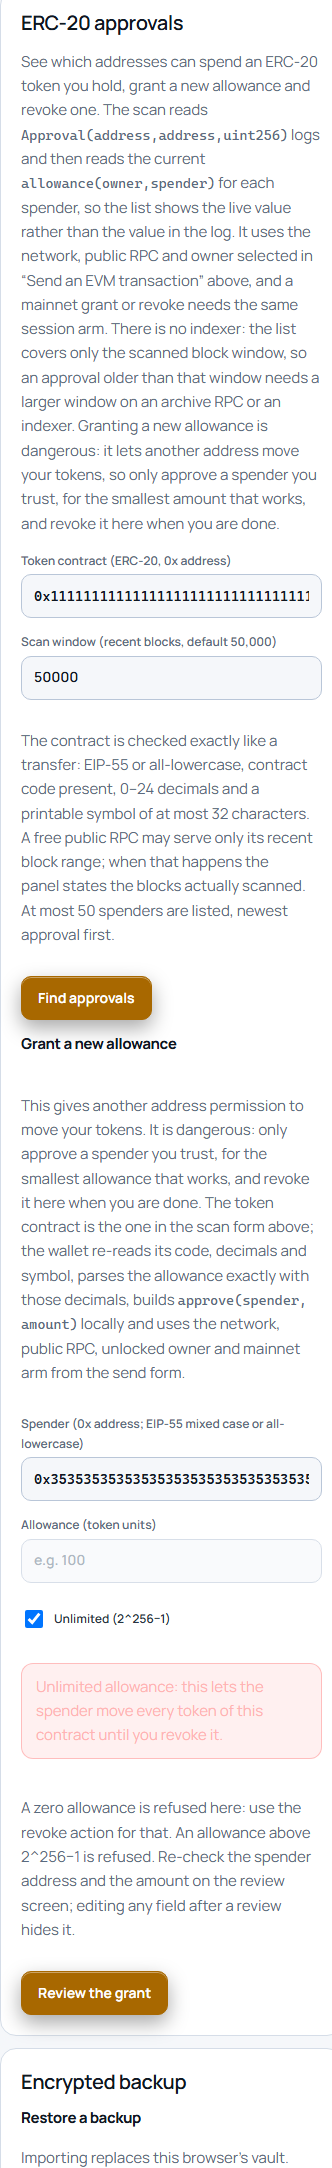 ERC-20 approvals
See which addresses can spend an ERC-20
token you hold, grant a new allowance and
revoke one. The scan reads
Approval(address,address,uint256) logs
and then reads the current
allowance(owner,spender) for each
spender, so the list shows the live value
rather than the value in the log. It uses the
network, public RPC and owner selected in
“Send an EVM transaction” above, and a
mainnet grant or revoke needs the same
session arm. There is no indexer: the list
covers only the scanned block window, so
an approval older than that window needs a
larger window on an archive RPC or an
indexer. Granting a new allowance is
dangerous: it lets another address move
your tokens, so only approve a spender you
trust, for the smallest amount that works,
and revoke it here when you are done.
Token contract (ERC-20, 0x address)
0x1111111111111111111111111111111
Scan window (recent blocks, default 50,000)
50000
The contract is checked exactly like a
transfer: EIP-55 or all-lowercase, contract
code present, 0–24 decimals and a
printable symbol of at most 32 characters.
A free public RPC may serve only its recent
block range; when that happens the
panel states the blocks actually scanned.
At most 50 spenders are listed, newest
approval first.
Find approvals
Grant a new allowance
This gives another address permission to
move your tokens. It is dangerous: only
approve a spender you trust, for the
smallest allowance that works, and revoke
it here when you are done. The token
contract is the one in the scan form above;
the wallet re-reads its code, decimals and
symbol, parses the allowance exactly with
those decimals, builds approve(spender,
amount) locally and uses the network,
public RPC, unlocked owner and mainnet
arm from the send form.
Spender (0x address; EIP-55 mixed case or all-
lowercase)
0x3535353535353535353535353535353535
Allowance (token units)
e.g. 100
Unlimited (2^256−1)
Unlimited allowance: this lets the
spender move every token of this
contract until you revoke it.
A zero allowance is refused here: use the
revoke action for that. An allowance above
2^256−1 is refused. Re-check the spender
address and the amount on the review
screen; editing any field after a review
hides it.
Review the grant
Encrypted backup
Restore a backup
Importing replaces this browser’s vault.